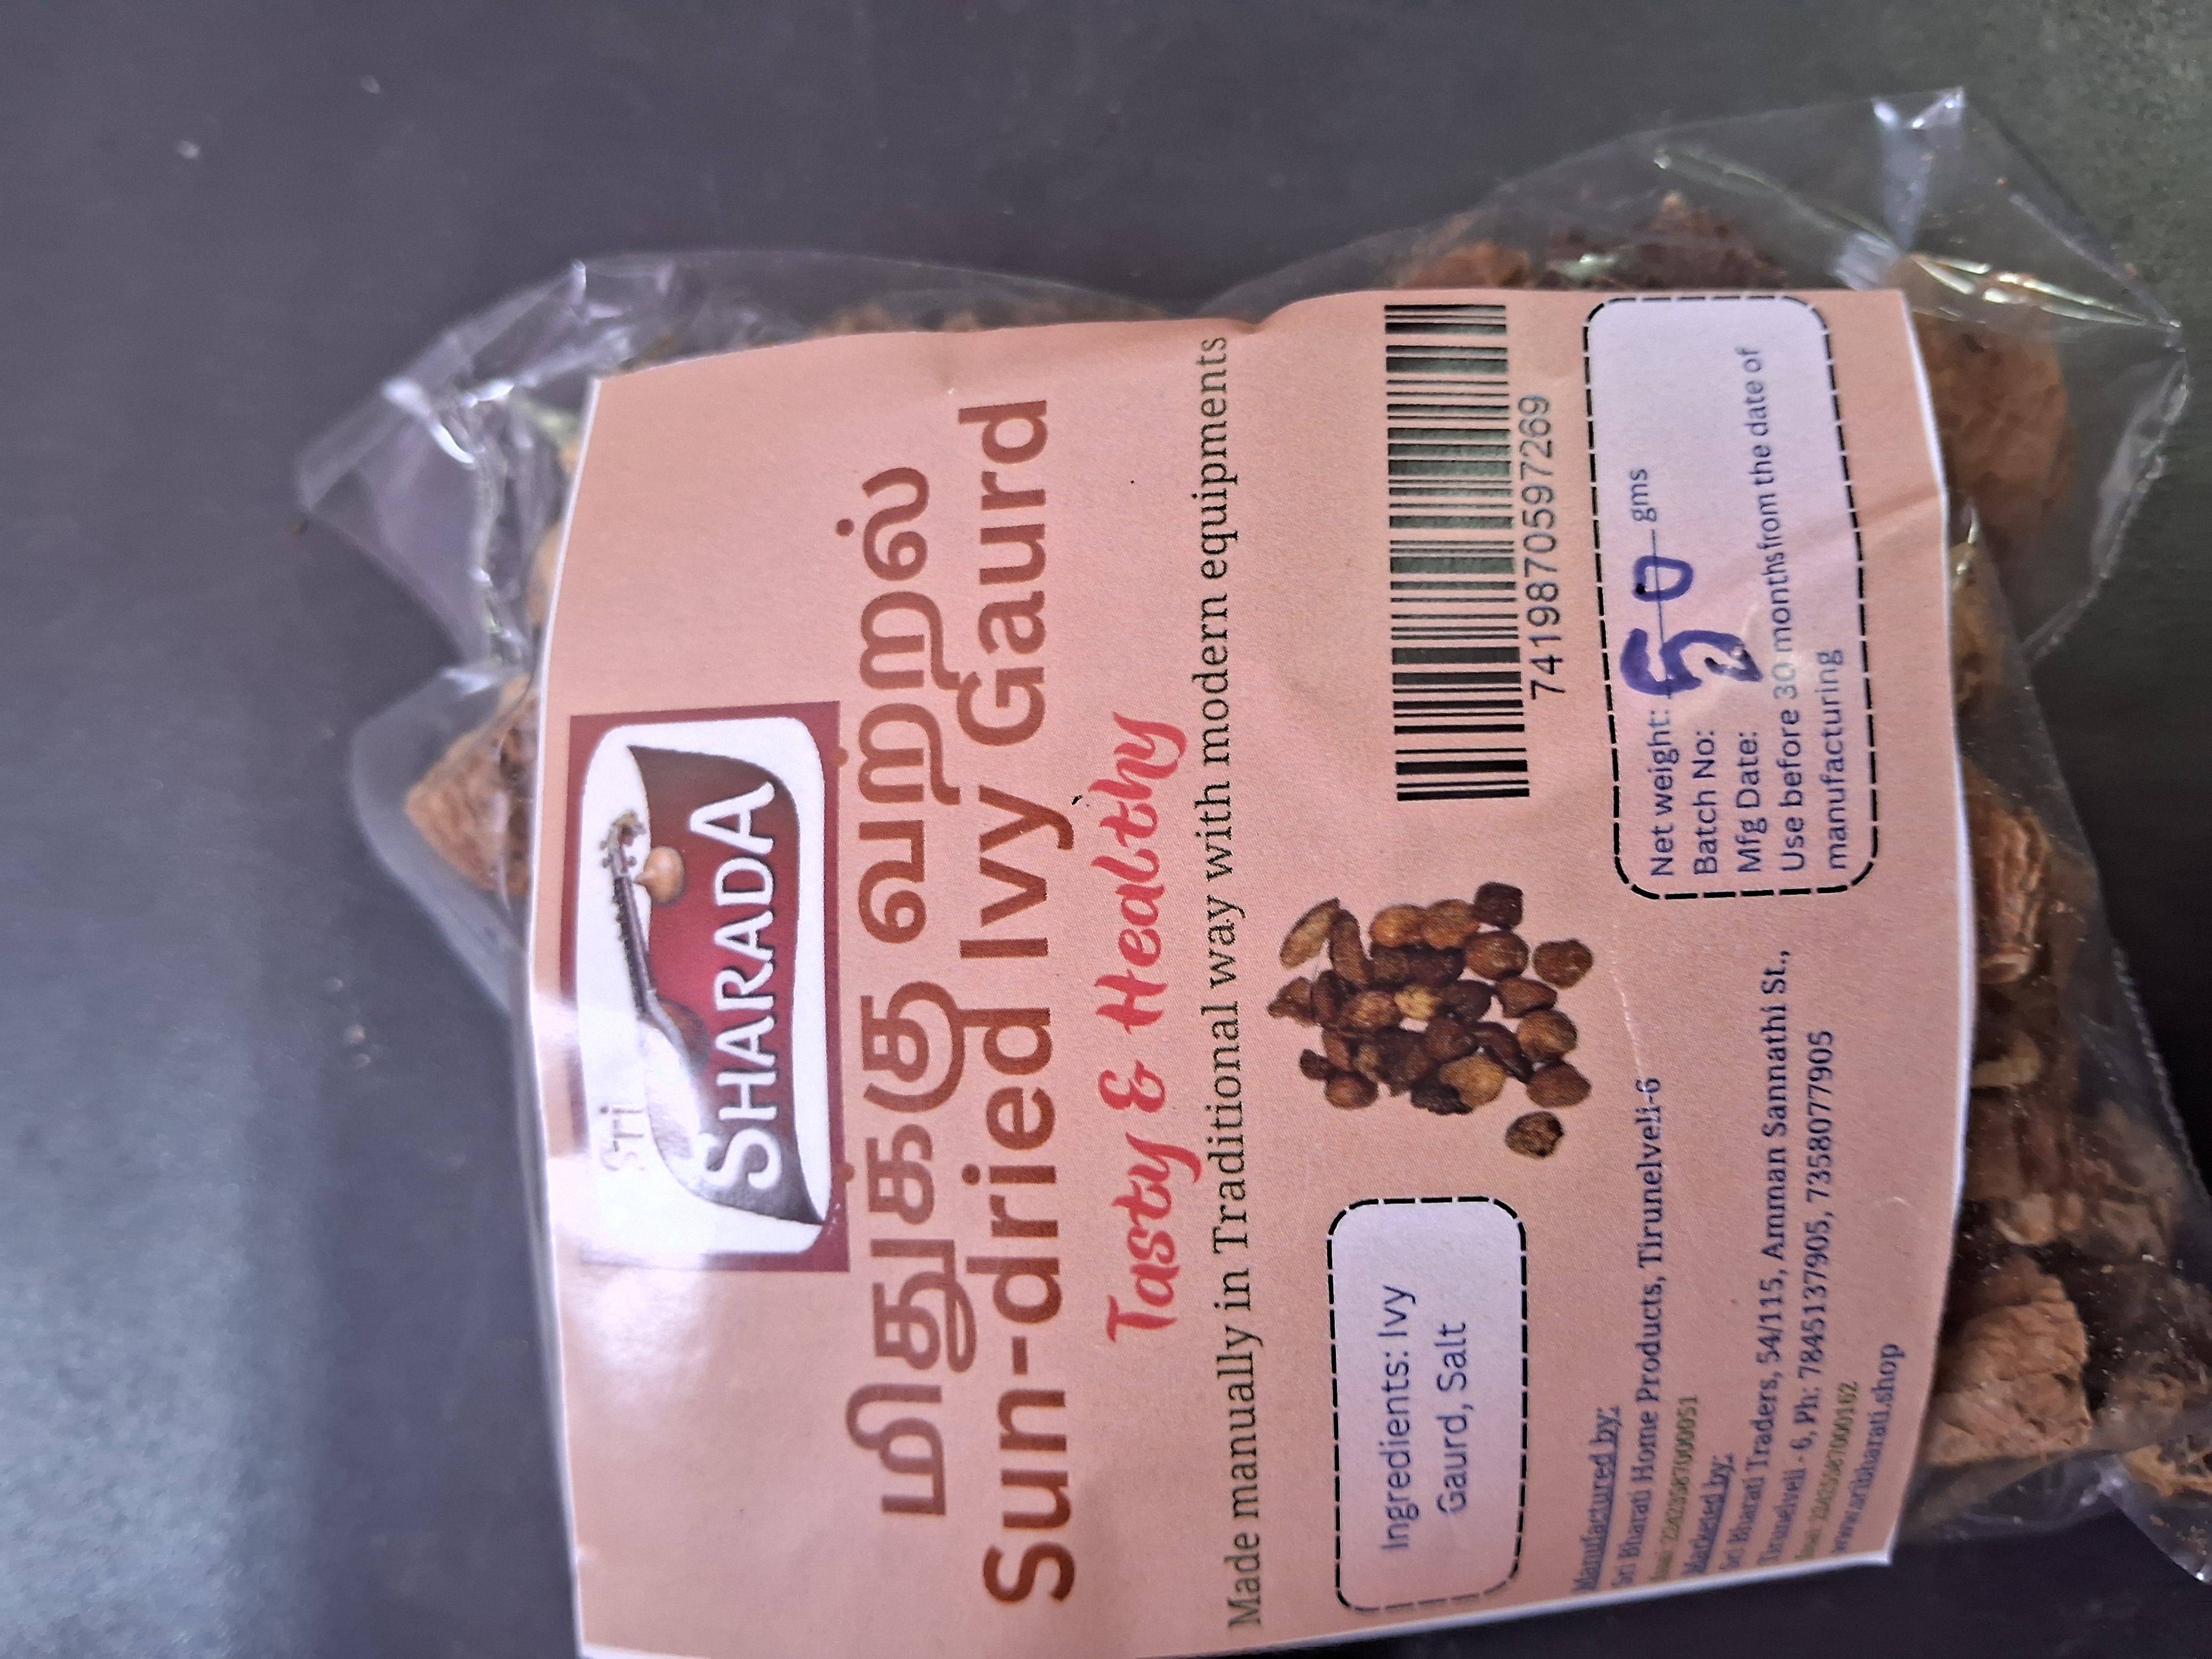 Sri
SHARADA
மிதுக்கு வற்றல்
Sun-dried Ivy Gaurd
Tasty & Healthy
Made manually in Traditional way with modern equipments
Ingredients: Ivy
Gaurd, Salt
7419870597269
Manufactured by:
Sri Bharati Home Products, Tirunelveli-6
Marketed by:
Sri Bharati Traders, 54/115, Amman Sannathi St.,
Tirunelveli - 6, Ph: 7845137905, 7358077905
www.sribharati.shop
Net weight: 50 gms
Batch No:
Mfg Date:
Use before 30 months from the date of
manufacturing